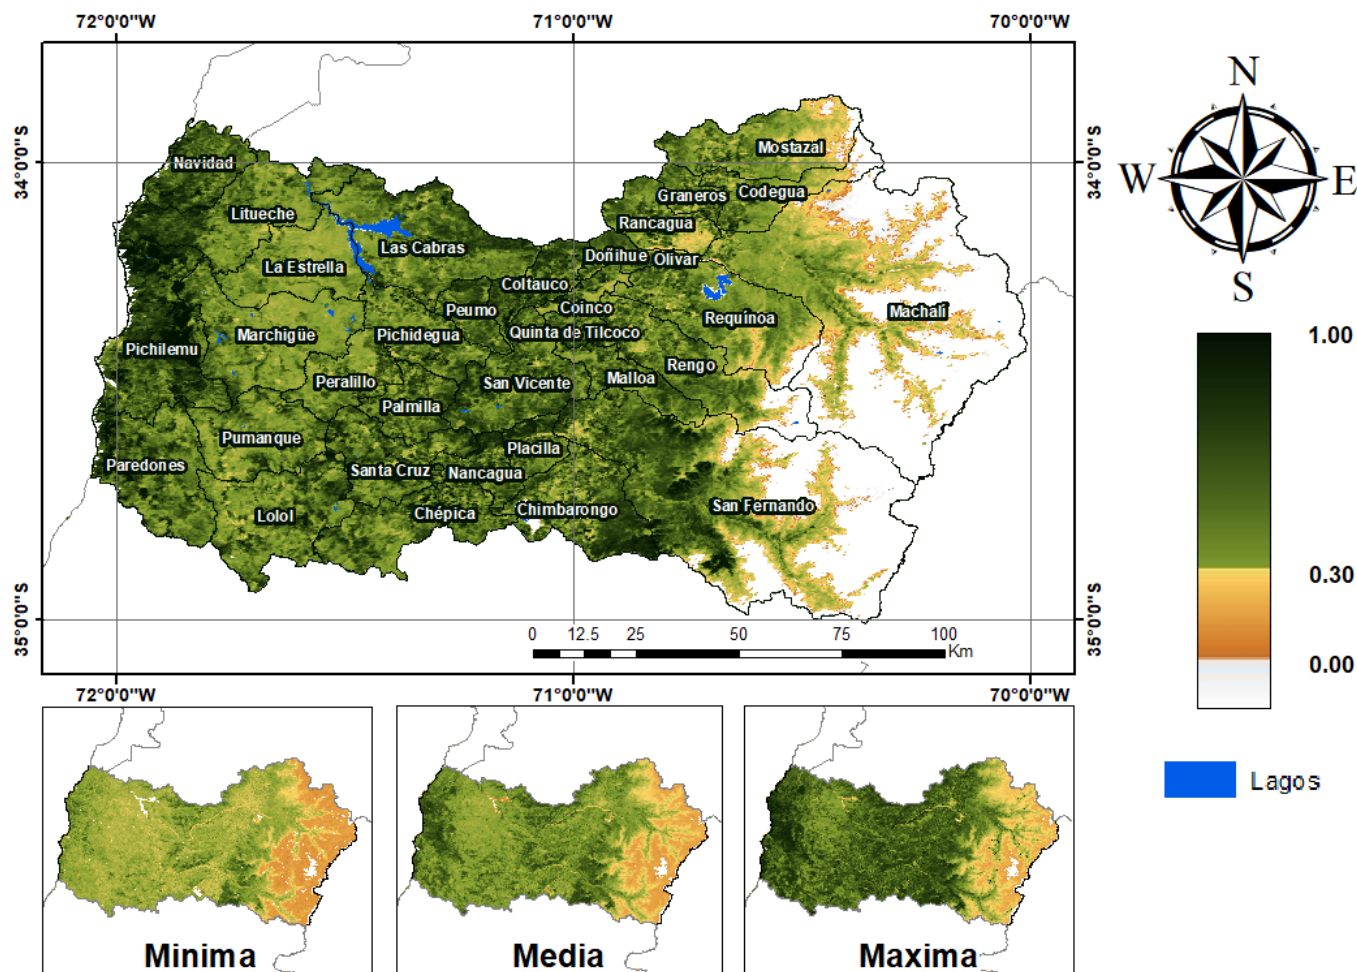 72°0'0"W 71°0'0"W 70°0'0"W
N
W E
S
34°0'0"S 34°0'0"S
Mostazal
Navidad
Graneros Codegua
Litueche
Rancagua
Las Cabras
Doñihue Olivar
La Estrella
Coltauco
Peumo Coinco
Requínoa Machalí
Marchigüe Pichidegua Quinta de Tilcoco
Pichilemu
Rengo
Peralillo San Vicente Malloa
Palmilla
Pumanque
Placilla
Paredones
Santa Cruz Nancagua
San Fernando
Lolol Chépica Chimbarongo
35°0'0"S 35°0'0"S
0 12.5 25 50 75 100
Km
72°0'0"W 71°0'0"W 70°0'0"W
1.00
0.30
0.00
Lagos
Minima Media Maxima